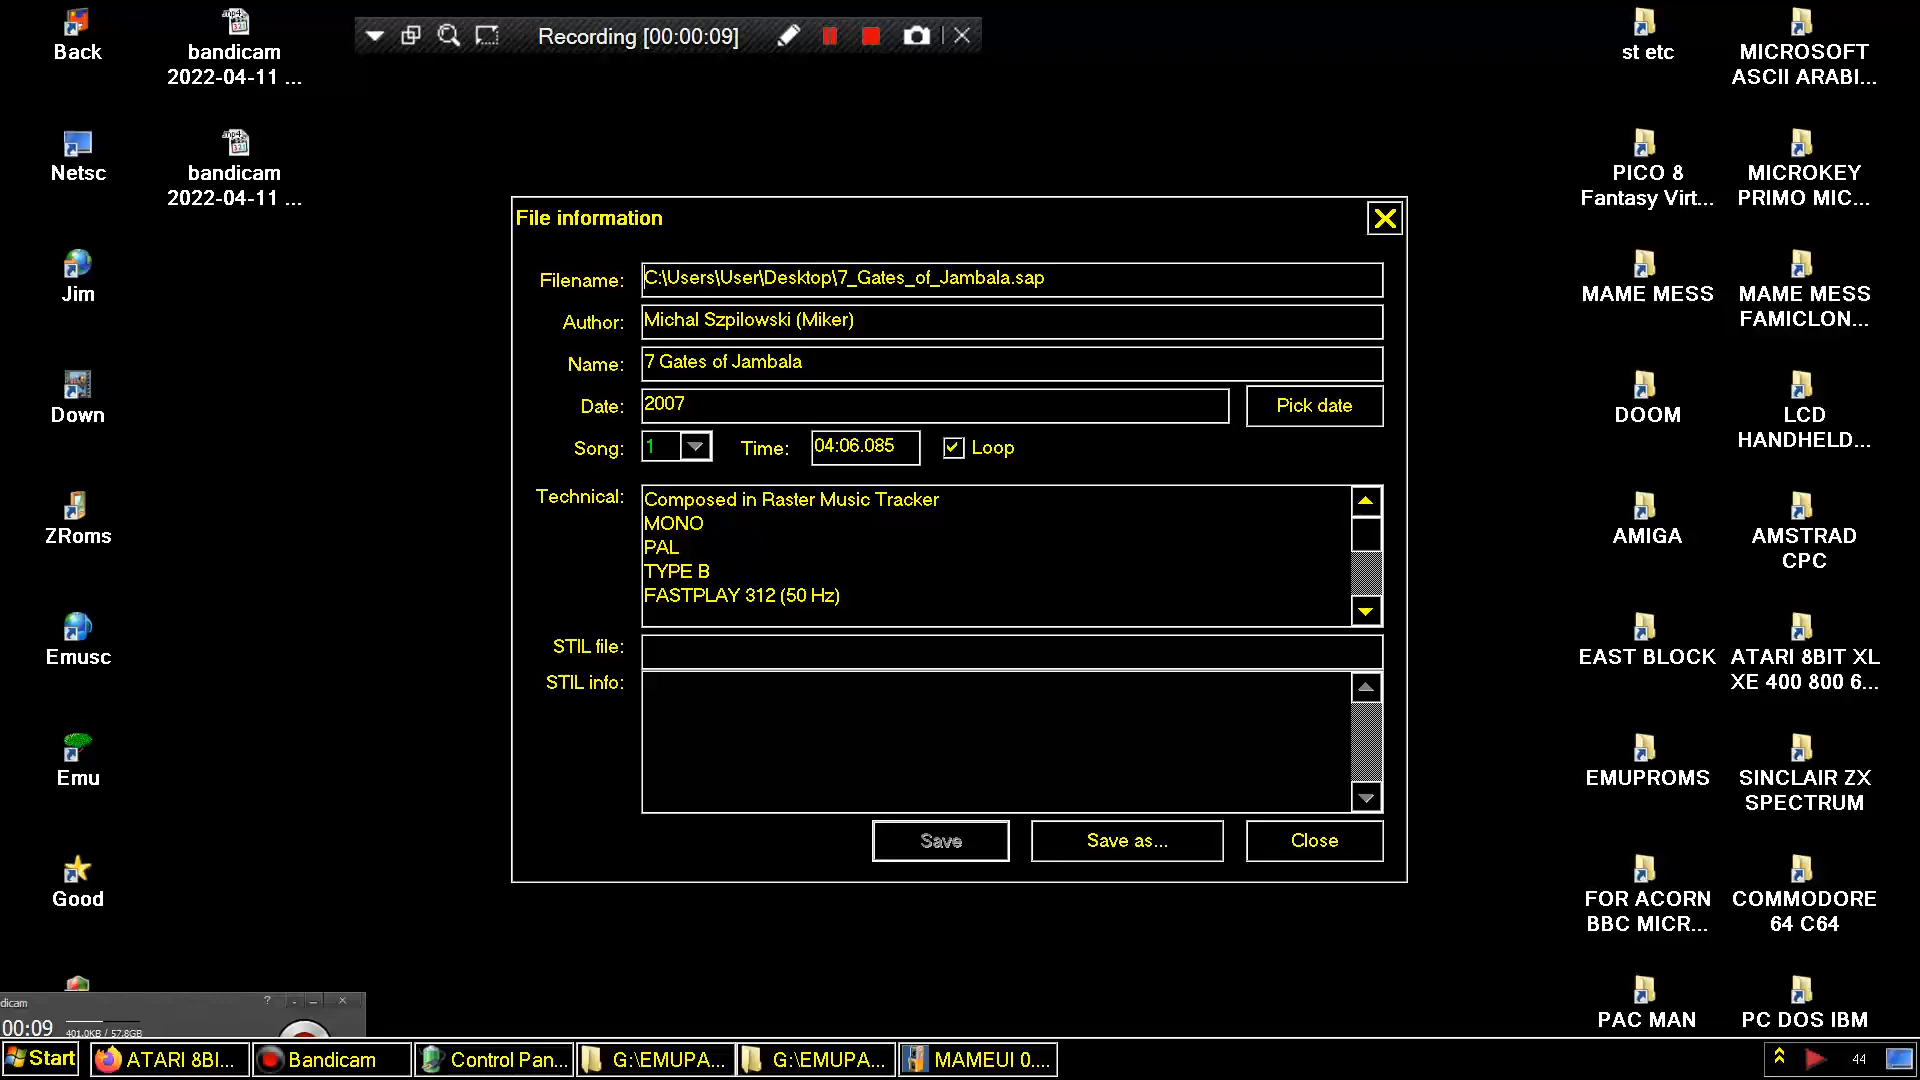 Back
bandicam
2022-04-11 ...
Recording [00:00:09]
st etc
MICROSOFT
ASCII ARABI...
Netsc
bandicam
2022-04-11 ...
PICO 8
Fantasy Virt...
MICROKEY
PRIMO MIC...
Jim
MAME MESS
MAME MESS
FAMICLON...
Down
DOOM
LCD
HANDHELD...
ZRoms
AMIGA
AMSTRAD
CPC
Emusc
EAST BLOCK
ATARI 8BIT XL
XE 400 800 6...
Emu
EMUPROMS
SINCLAIR ZX
SPECTRUM
Good
FOR ACORN
BBC MICR...
COMMODORE
64 C64
PAC MAN
PC DOS IBM
File information
Filename: C:\Users\User\Desktop\7_Gates_of_Jambala.sap
Author: Michal Szpilowski (Miker)
Name: 7 Gates of Jambala
Date: 2007 Pick date
Song: 1 Time: 04:06.085 Loop
Technical: Composed in Raster Music Tracker
MONO
PAL
TYPE B
FASTPLAY 312 (50 Hz)
STIL file:
STIL info:
Save Save as... Close
dicam ? - _ x
00:09 401.0KB / 57.8GB
Start ATARI 8BI... Bandicam Control Pan... G:\EMUPA... G:\EMUPA... MAMEUI 0.... 44